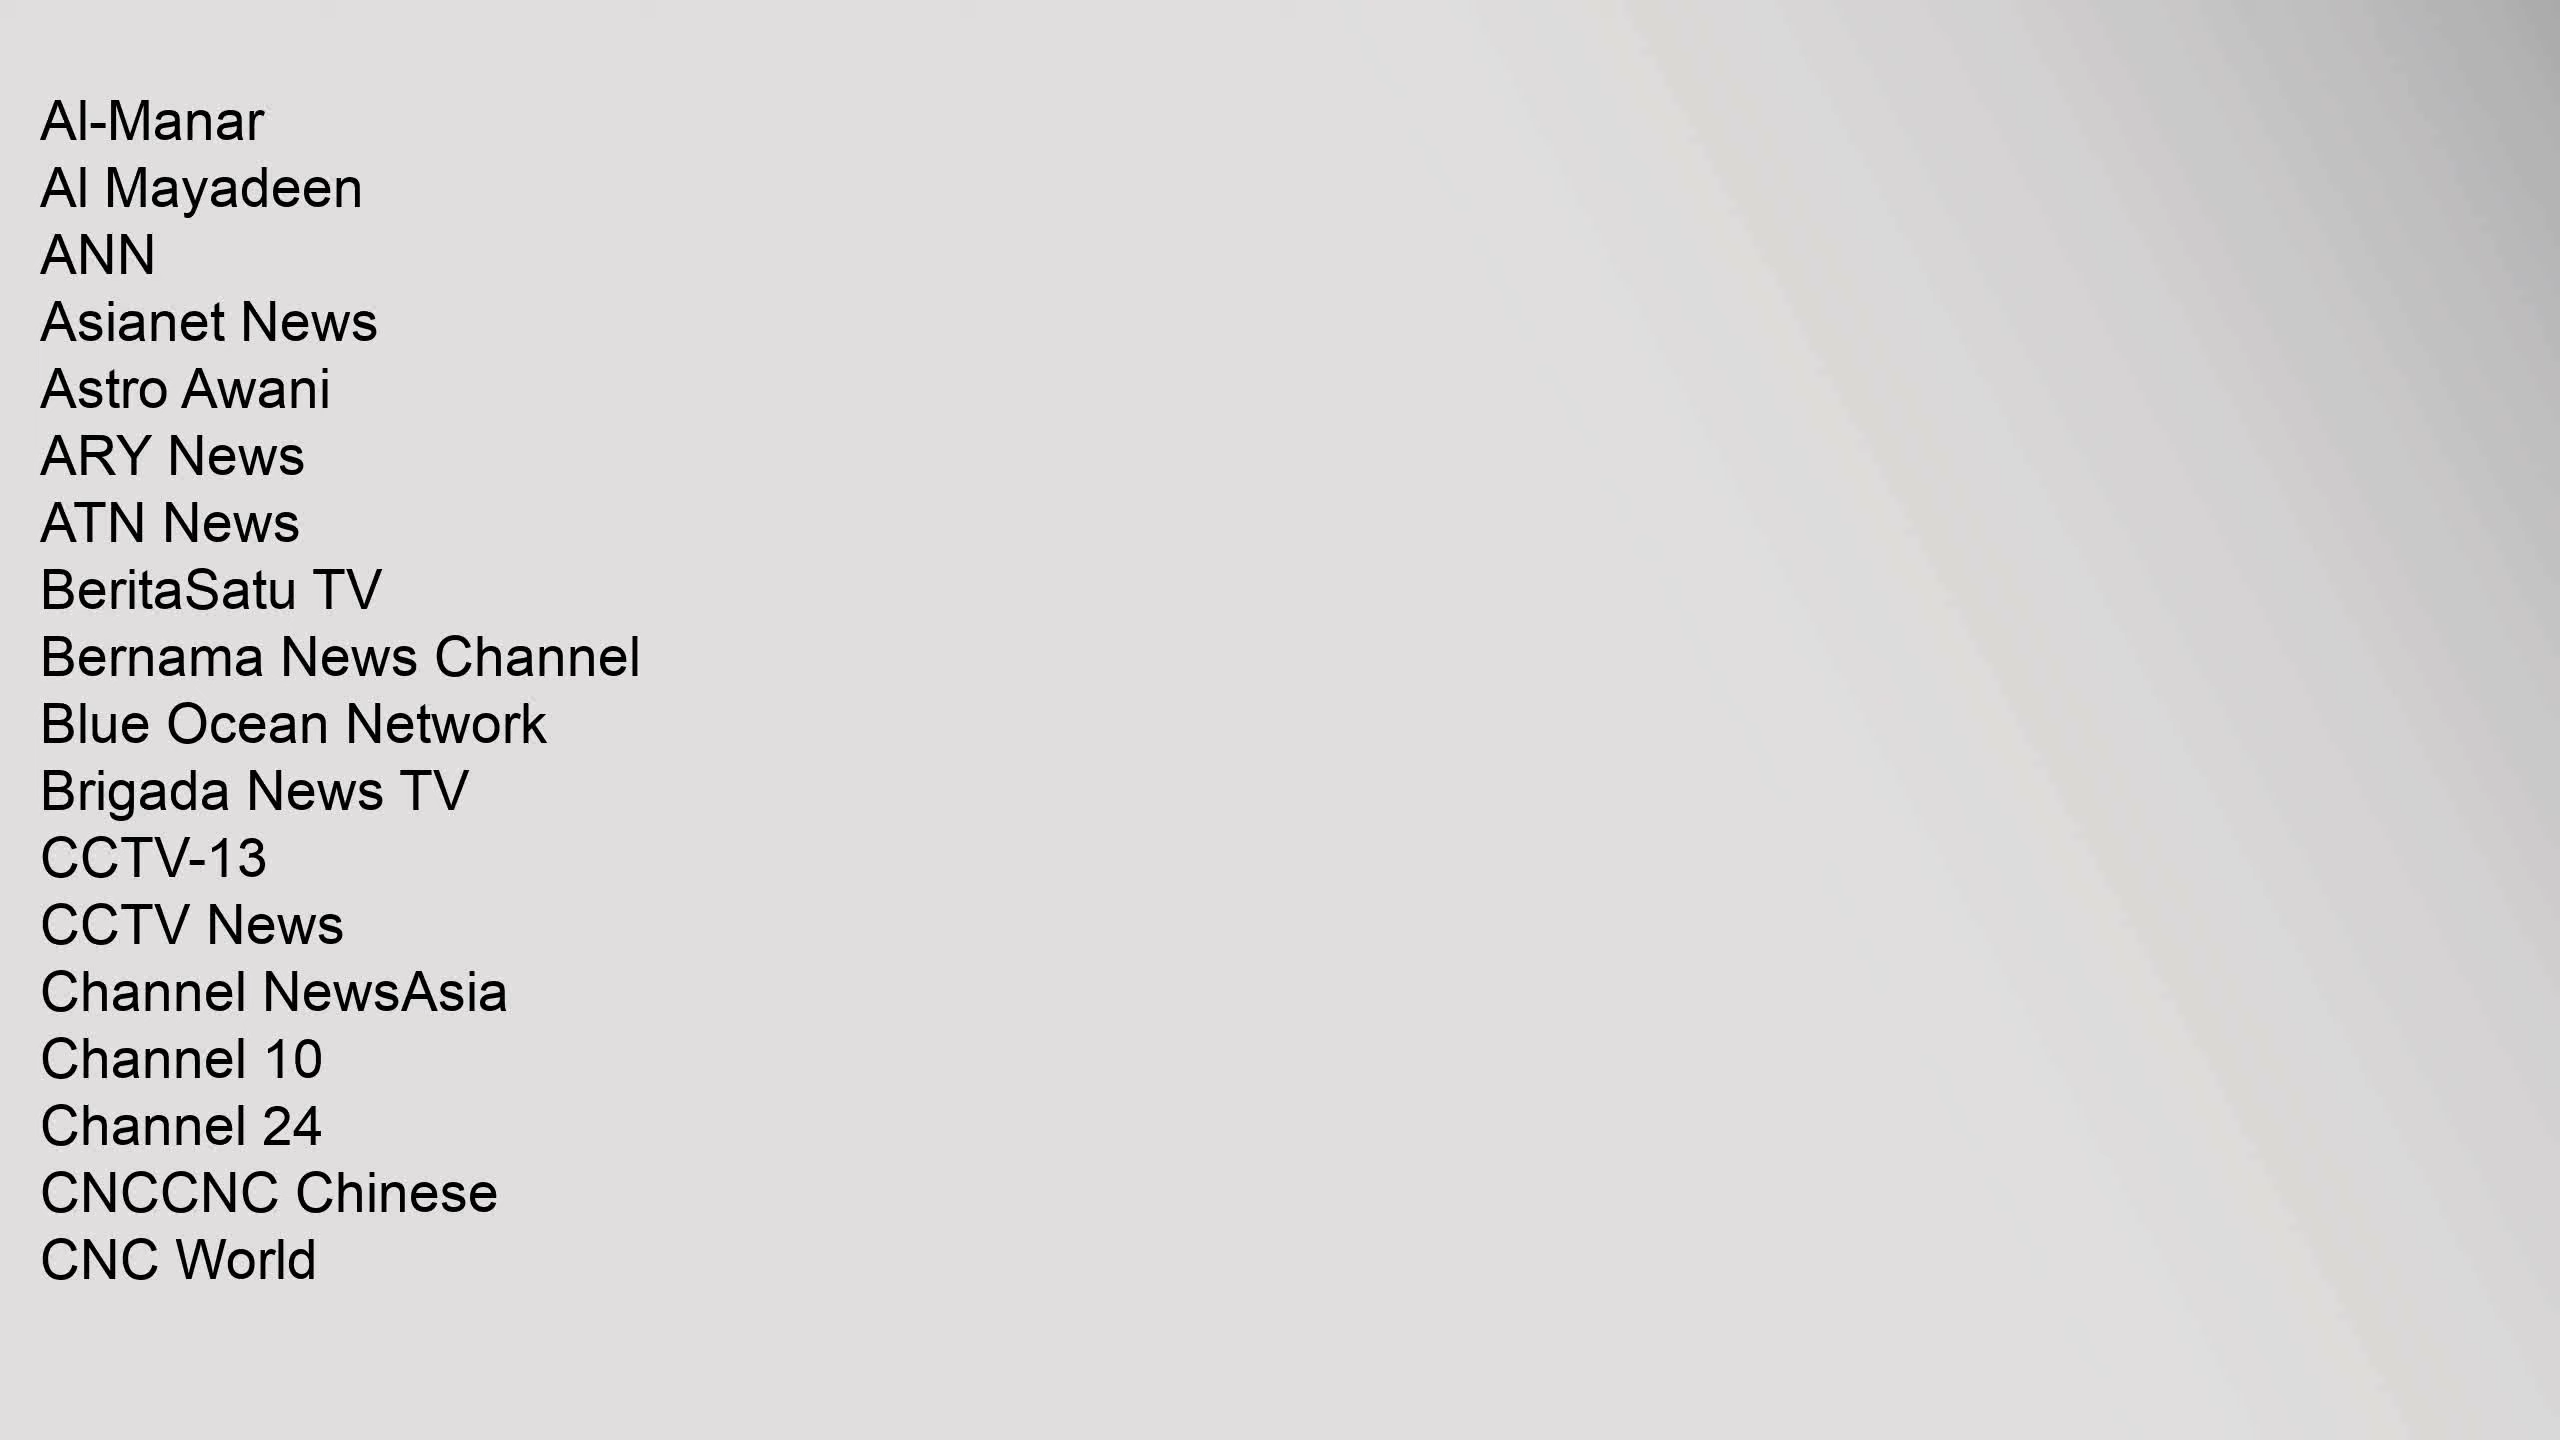 Al-Manar
Al Mayadeen
ANN
Asianet News
Astro Awani
ARY News
ATN News
BeritaSatu TV
Bernama News Channel
Blue Ocean Network
Brigada News TV
CCTV-13
CCTV News
Channel NewsAsia
Channel 10
Channel 24
CNCCNC Chinese
CNC World